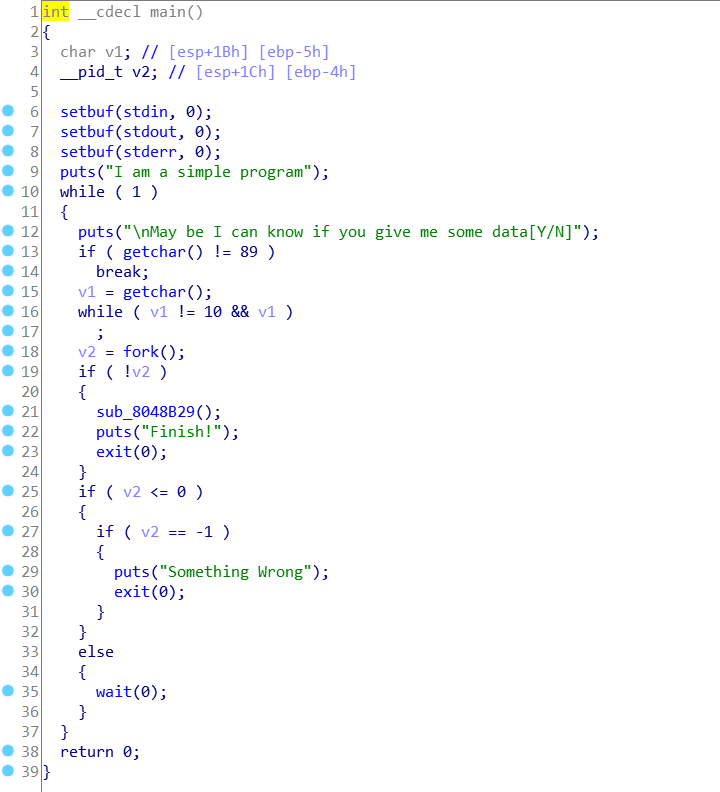 1 int __cdecl main()
2 {
3   char v1; // [esp+1Bh] [ebp-5h]
4   __pid_t v2; // [esp+1Ch] [ebp-4h]
5
6   setbuf(stdin, 0);
7   setbuf(stdout, 0);
8   setbuf(stderr, 0);
9   puts("I am a simple program");
10   while ( 1 )
11   {
12     puts("\nMay be I can know if you give me some data[Y/N]");
13     if ( getchar() != 89 )
14       break;
15     v1 = getchar();
16     while ( v1 != 10 && v1 )
17       ;
18     v2 = fork();
19     if ( !v2 )
20     {
21       sub_8048B29();
22       puts("Finish!");
23       exit(0);
24     }
25     if ( v2 <= 0 )
26     {
27       if ( v2 == -1 )
28       {
29         puts("Something Wrong");
30         exit(0);
31       }
32     }
33     else
34     {
35       wait(0);
36     }
37   }
38   return 0;
39 }